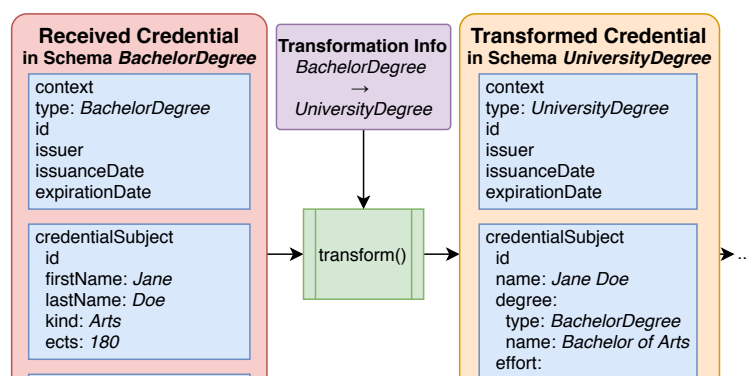 Received Credential
in Schema BachelorDegree
context
type: BachelorDegree
id
issuer
issuanceDate
expirationDate
credentialSubject
id
firstName: Jane
lastName: Doe
kind: Arts
ects: 180
Transformation Info
BachelorDegree
→
UniversityDegree
transform()
Transformed Credential
in Schema UniversityDegree
context
type: UniversityDegree
id
issuer
issuanceDate
expirationDate
credentialSubject
id
name: Jane Doe
degree:
type: BachelorDegree
name: Bachelor of Arts
effort:
..